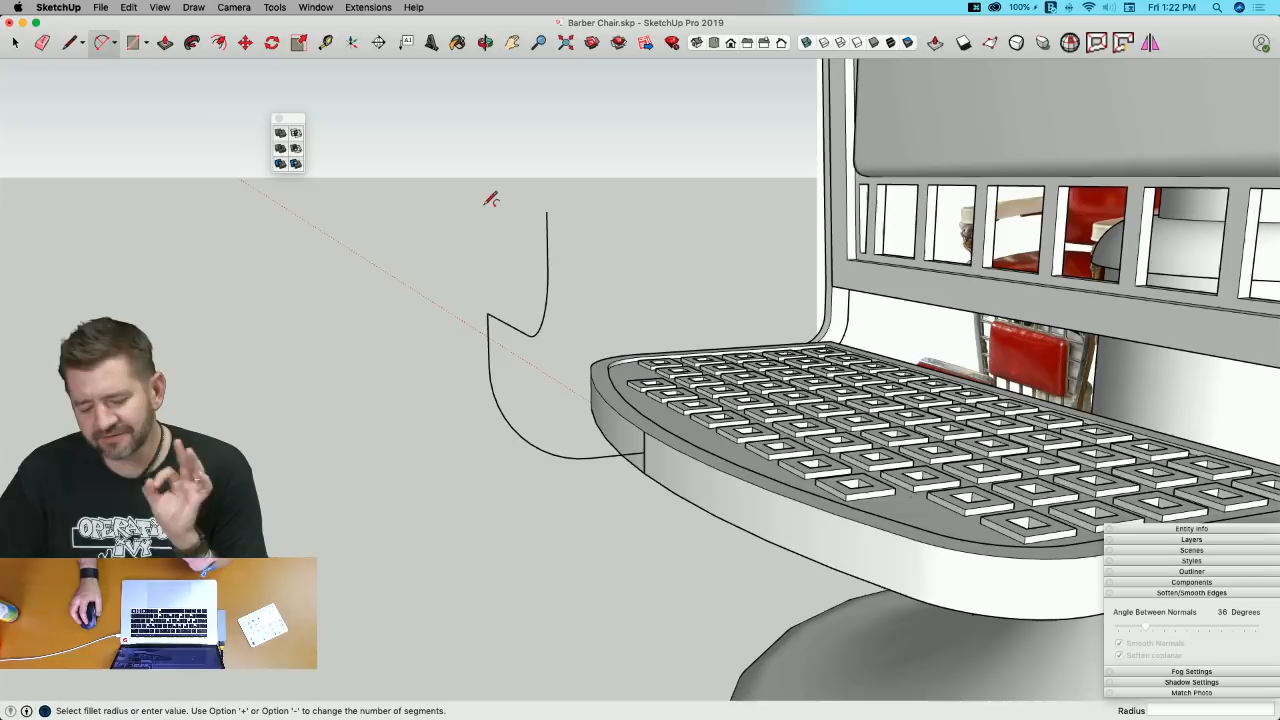 SketchUp File Edit View Draw Camera Tools Window Extensions Help
100% Fri 1:22 PM
Barber Chair.skp - SketchUp Pro 2019
OPERATION
IVY
Entity Info
Layers
Scenes
Styles
Outliner
Components
Soften/Smooth Edges
Angle Between Normals 36 Degrees
Smooth Normals
Soften coplanar
Fog Settings
Shadow Settings
Match Photo
Select fillet radius or enter value. Use Option '+' or Option '-' to change the number of segments.
Radius